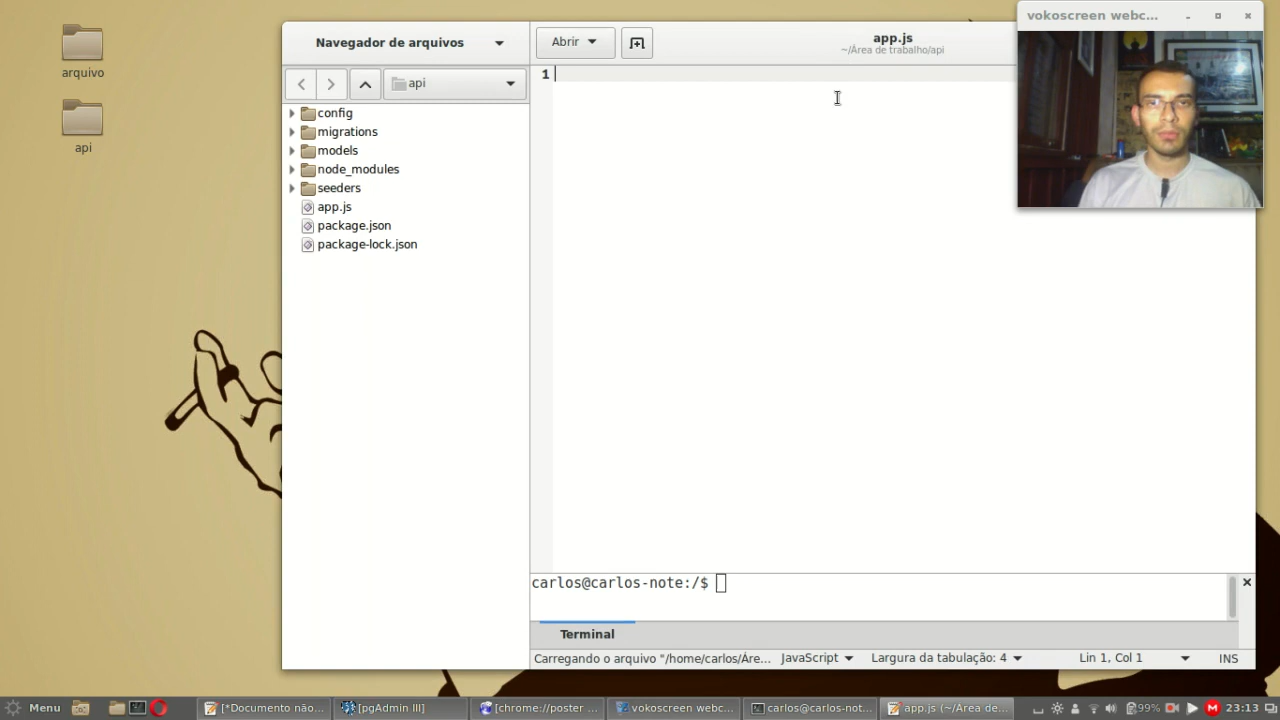 arquivo
api
Navegador de arquivos
Abrir
app.js
~/Área de trabalho/api
vokoscreen webc...
api
config
migrations
models
node_modules
seeders
app.js
package.json
package-lock.json
1
carlos@carlos-note:/$
Terminal
Carregando o arquivo "/home/carlos/Áre...
JavaScript
Largura da tabulação: 4
Lin 1, Col 1
INS
Menu
[*Documento não...
[pgAdmin III]
[chrome://poster ...
vokoscreen webc...
carlos@carlos-not...
app.js (~/Área de...
99%
M
23:13